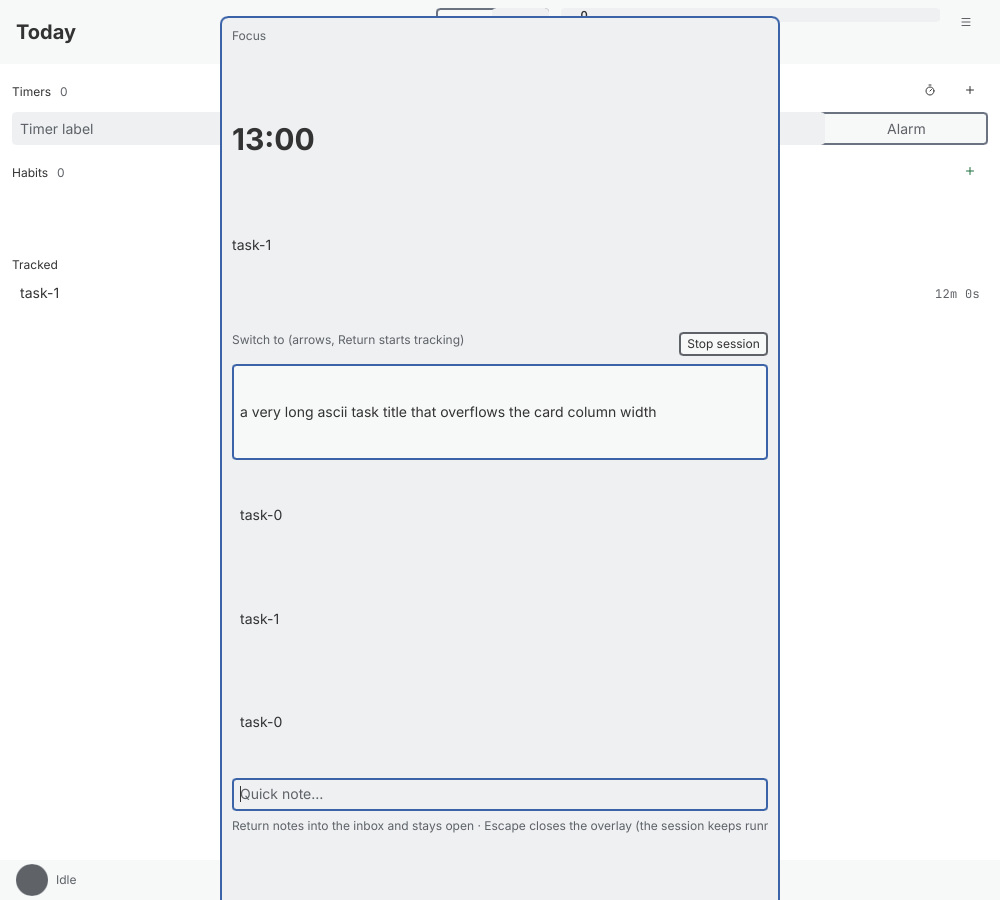 Today
Focus
Timers 0
Timer label
Alarm
13:00
Habits 0
task-1
Tracked
task-1
12m 0s
Switch to (arrows, Return starts tracking)
Stop session
a very long ascii task title that overflows the card column width
task-0
task-1
task-0
Quick note...
Return notes into the inbox and stays open · Escape closes the overlay (the session keeps
Idle